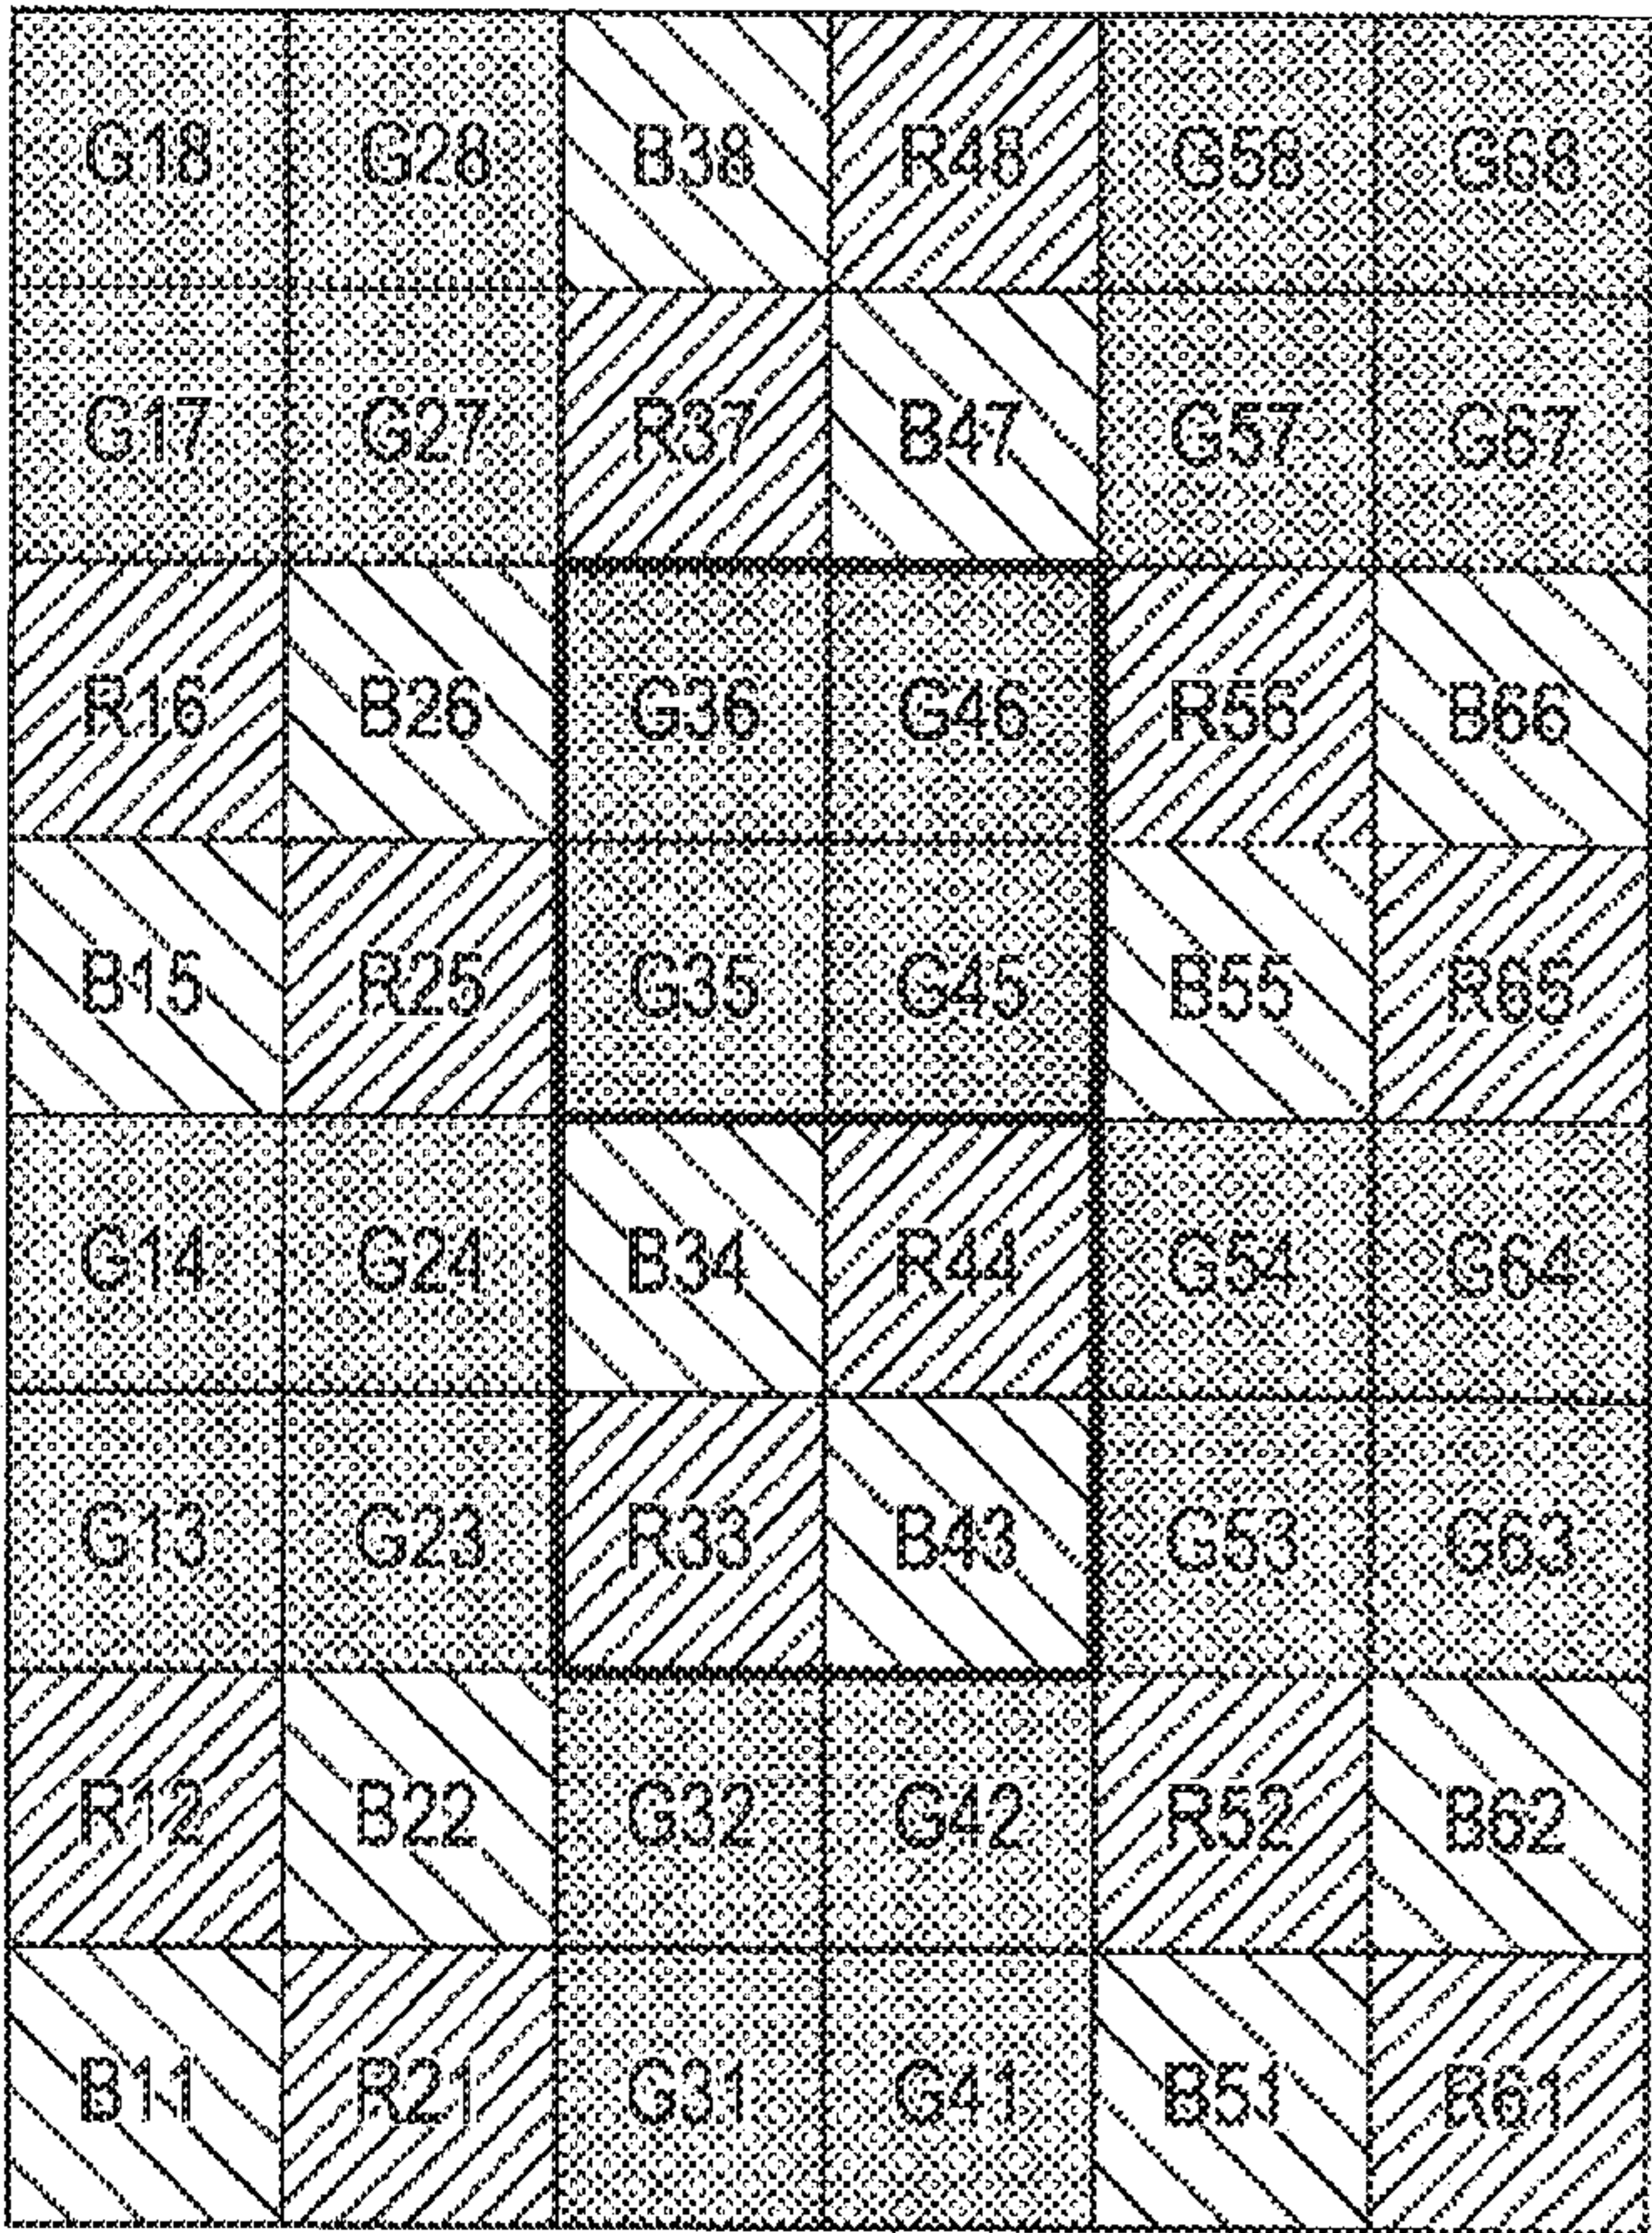 G18 G28 B38 R48 G58 G68
G17 G27 R37 B47 G57 G67
R16 B26 G36 G46 R56 B66
B15 R25 G35 G45 B55 R65
G14 G24 B34 R44 G54 G64
G13 G23 R33 B43 G53 G63
R12 B22 G32 G42 R52 B62
B11 R21 G31 G41 B51 R61